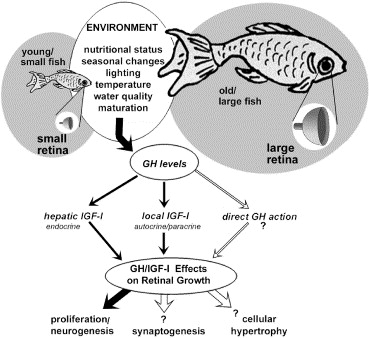 ENVIRONMENT
nutritional status
seasonal changes
lighting
temperature
water quality
maturation
young/
small fish
small
retina
old/
large fish
large
retina
GH levels
hepatic IGF-I
endocrine
local IGF-I
autocrine/paracrine
direct GH action
?
GH/IGF-I Effects
on Retinal Growth
proliferation/
neurogenesis
?
synaptogenesis
?
cellular
hypertrophy